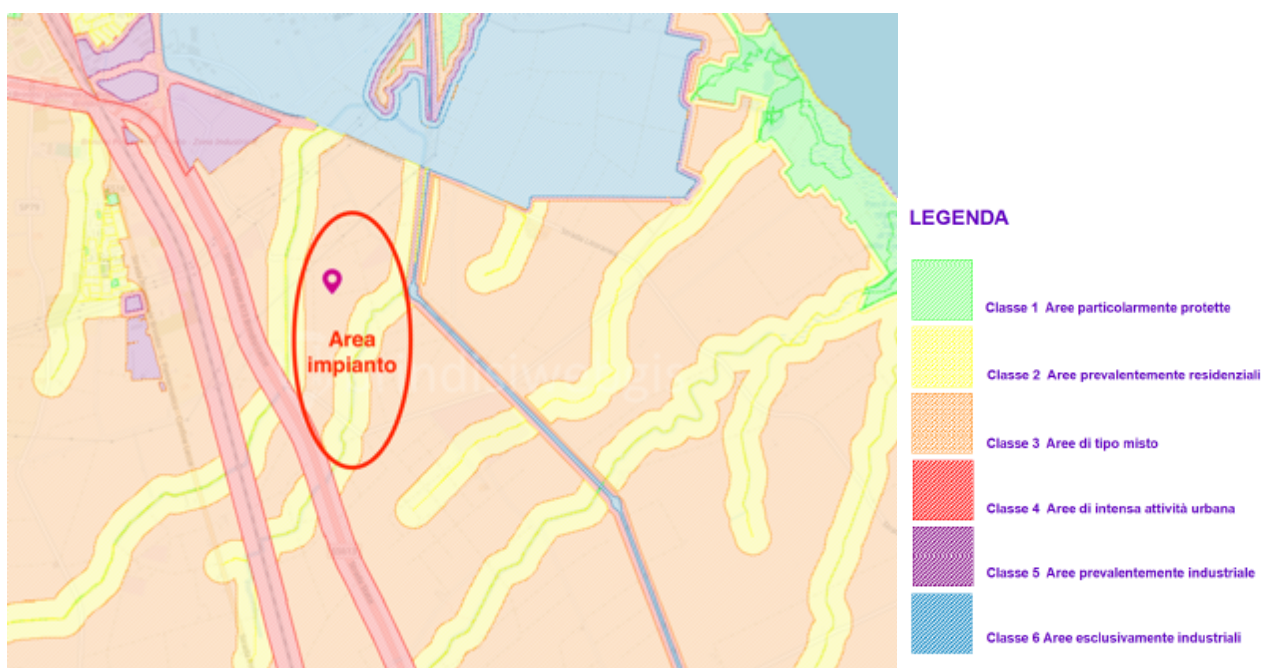 Area
impianto
LEGENDA
Classe 1 Aree particolarmente protette
Classe 2 Aree prevalentemente residenziali
Classe 3 Aree di tipo misto
Classe 4 Aree di intensa attività urbana
Classe 5 Aree prevalentemente industriale
Classe 6 Aree esclusivamente industriali